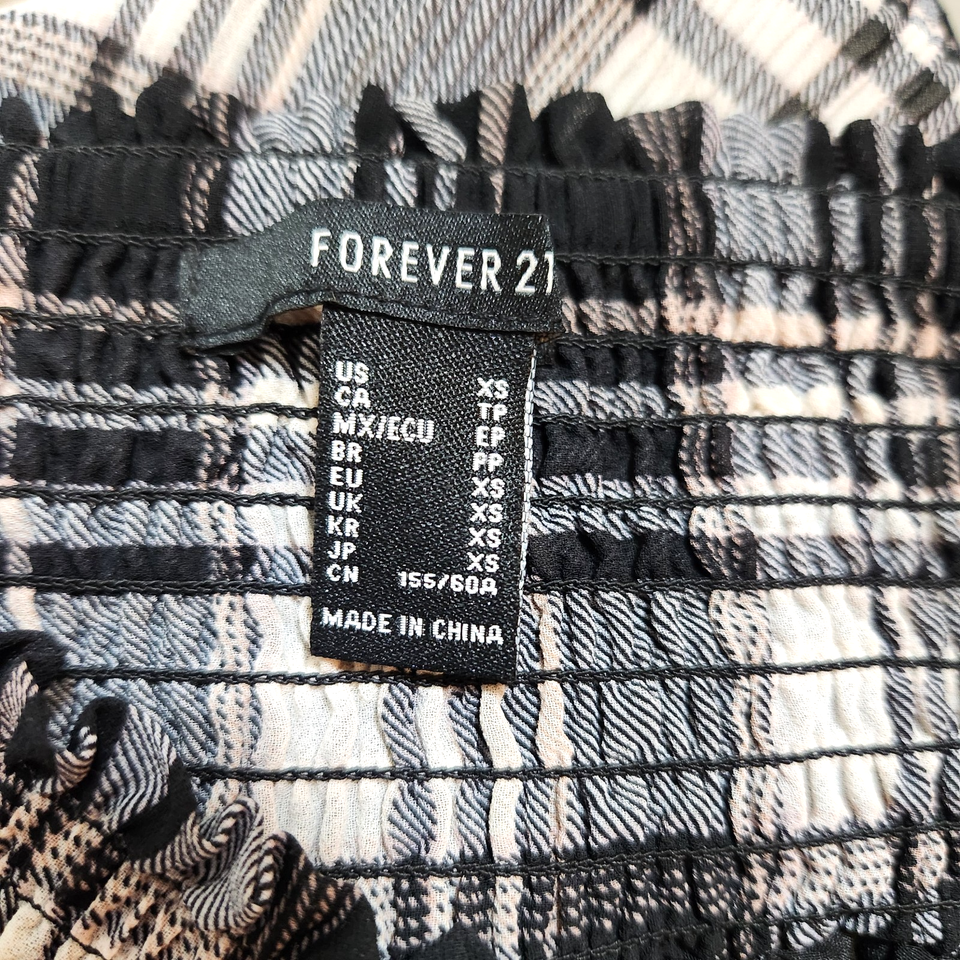 FOREVER 21
US XS
CA TP
MX/ECU EP
BR PP
EU XS
UK XS
KR XS
JP XS
CN 155/60A
MADE IN CHINA